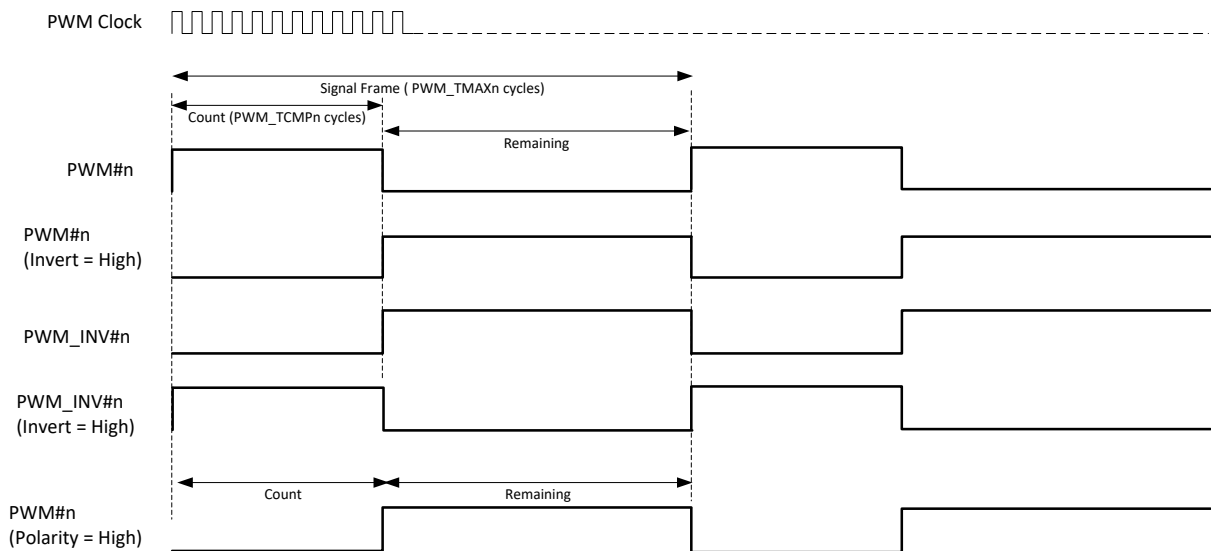 PWM Clock
Signal Frame ( PWM_TMAXn cycles)
Count (PWM_TCMPn cycles)
Remaining
PWM#n
PWM#n
(Invert = High)
PWM_INV#n
PWM_INV#n
(Invert = High)
Count
Remaining
PWM#n
(Polarity = High)